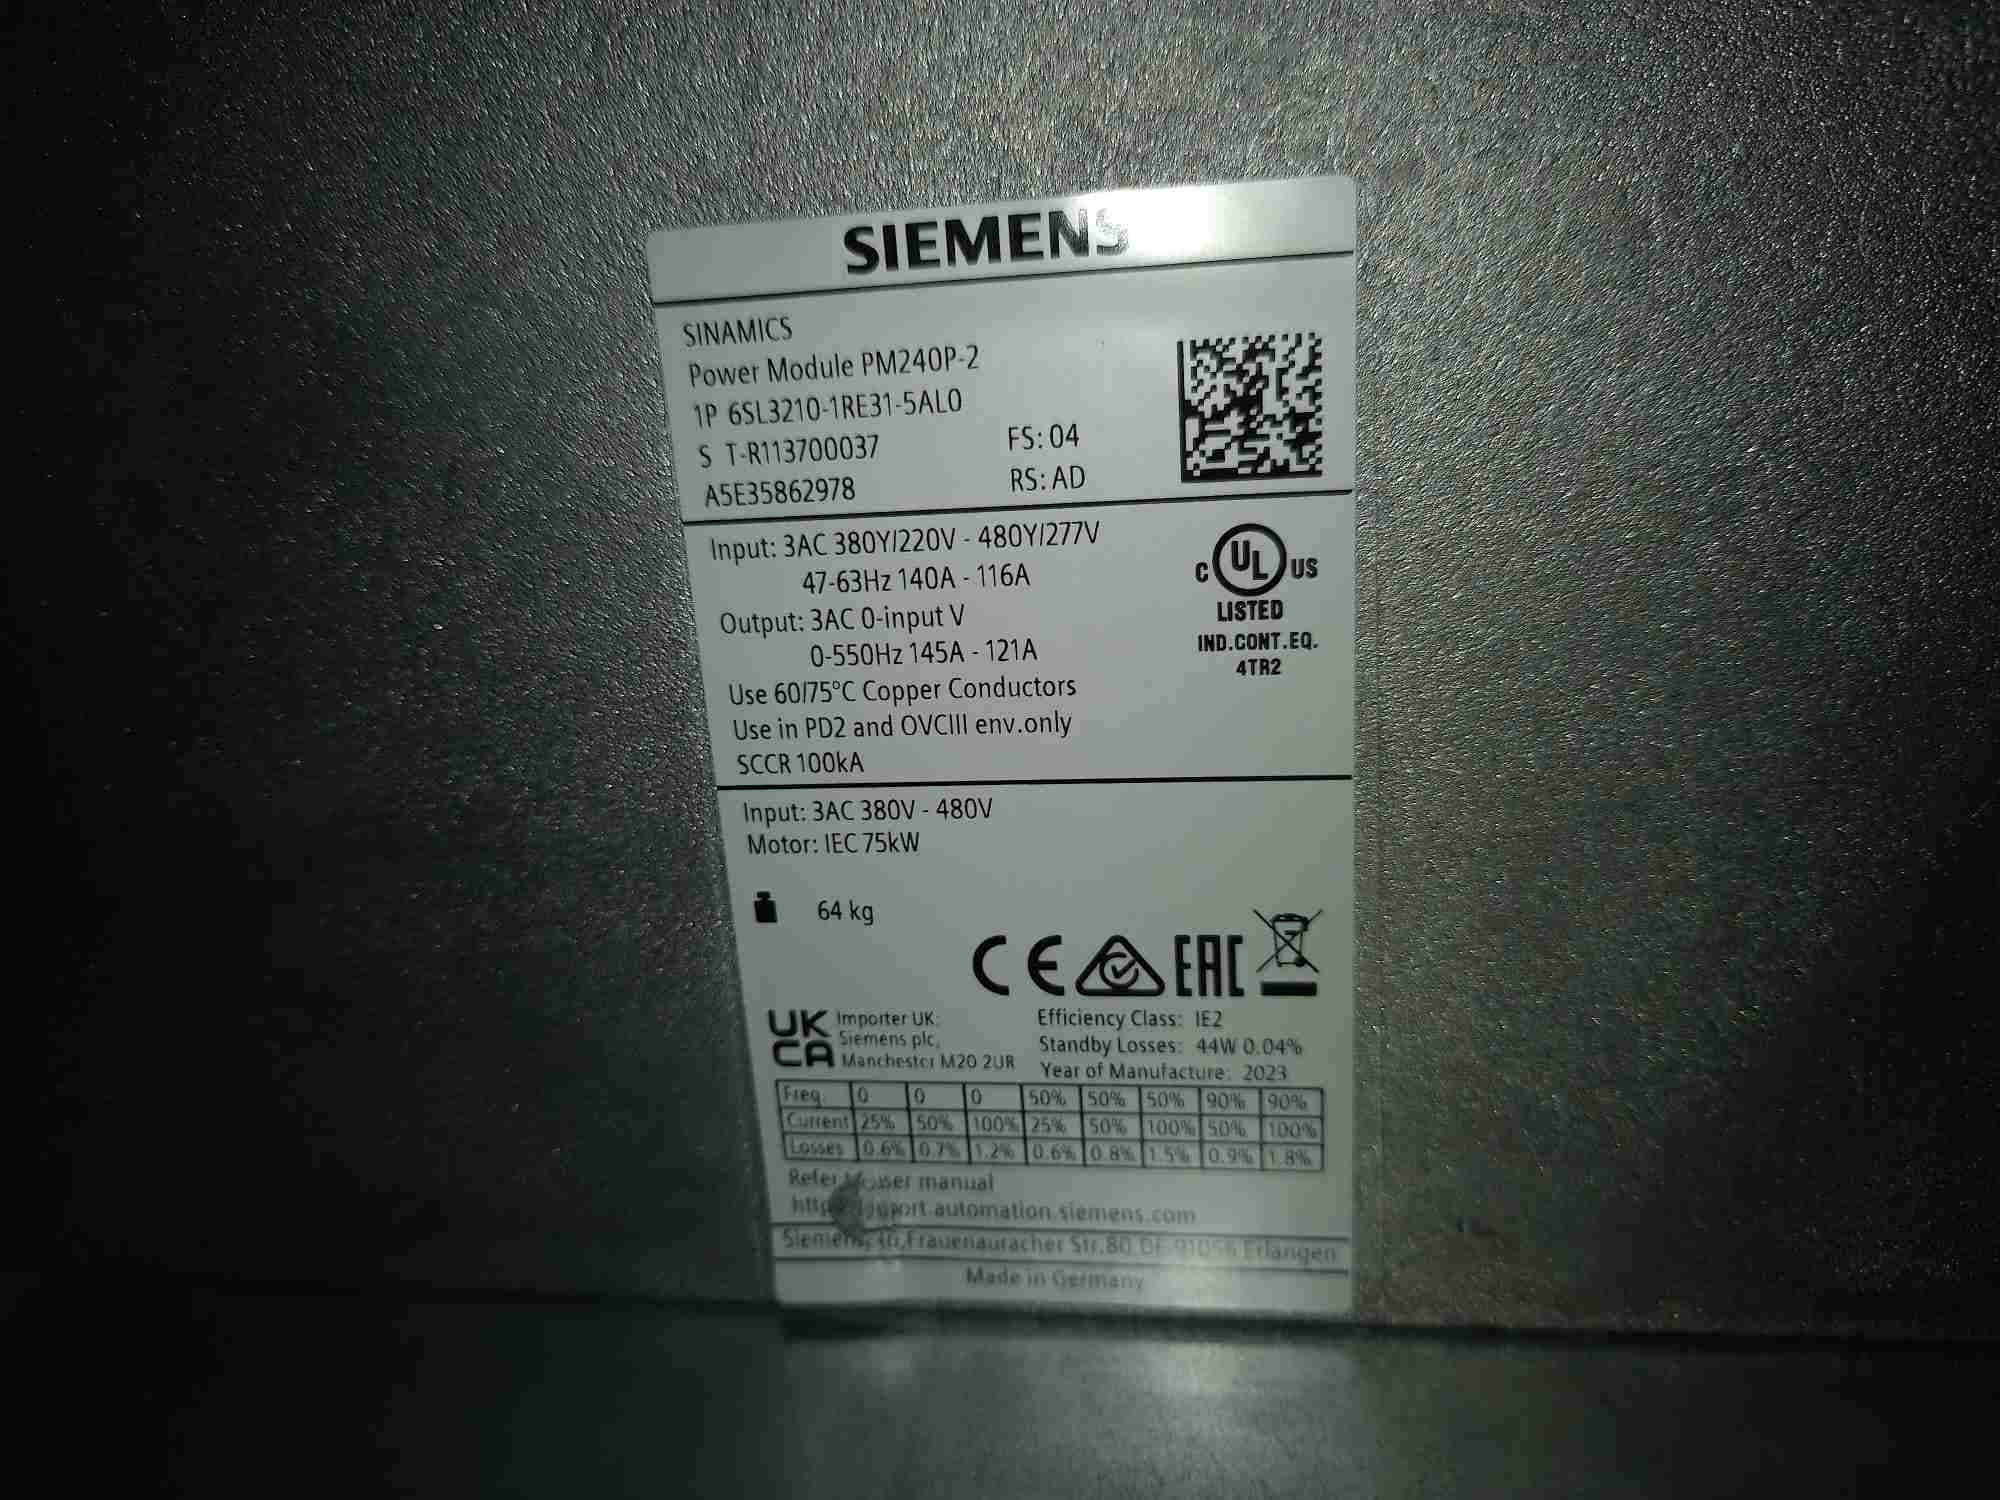 SIEMENS
SINAMICS
Power Module PM240P-2
1P 6SL3210-1RE31-5AL0
S T-R113700037 FS: 04
A5E35862978 RS: AD
Input: 3AC 380Y/220V - 480Y/277V
47-63Hz 140A - 116A
Output: 3AC 0-input V
0-550Hz 145A - 121A
Use 60/75°C Copper Conductors
Use in PD2 and OVCIII env.only
SCCR 100kA
C UL US
LISTED
IND.CONT.EQ.
4TR2
Input: 3AC 380V - 480V
Motor: IEC 75kW
64 kg
CE EAC
UK
CA
Importer UK:
Siemens plc,
Manchester M20 2UR
Efficiency Class: IE2
Standby Losses: 44W 0.04%
Year of Manufacture: 2023
Freq. 0 0 0 50% 50% 50% 90% 90%
Current 25% 50% 100% 25% 50% 100% 50% 100%
Losses 0.6% 0.7% 1.2% 0.6% 0.8% 1.5% 0.9% 1.8%
Refer user manual
automation.siemens.com
Frauenauracher Str.80 DE-91056 Erlangen
Made in Germany